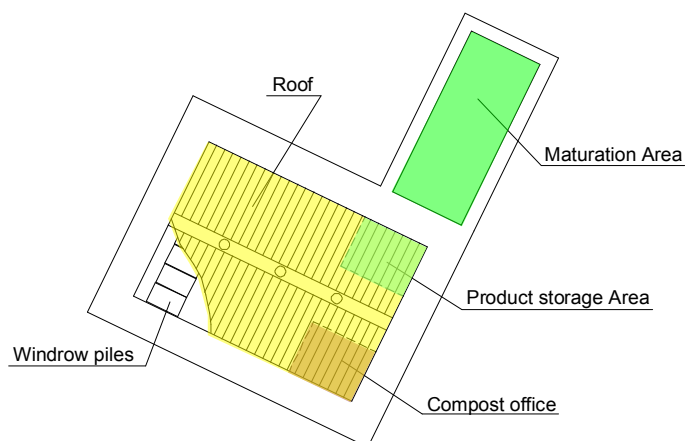 Roof
Maturation Area
Product storage Area
Windrow piles
Compost office